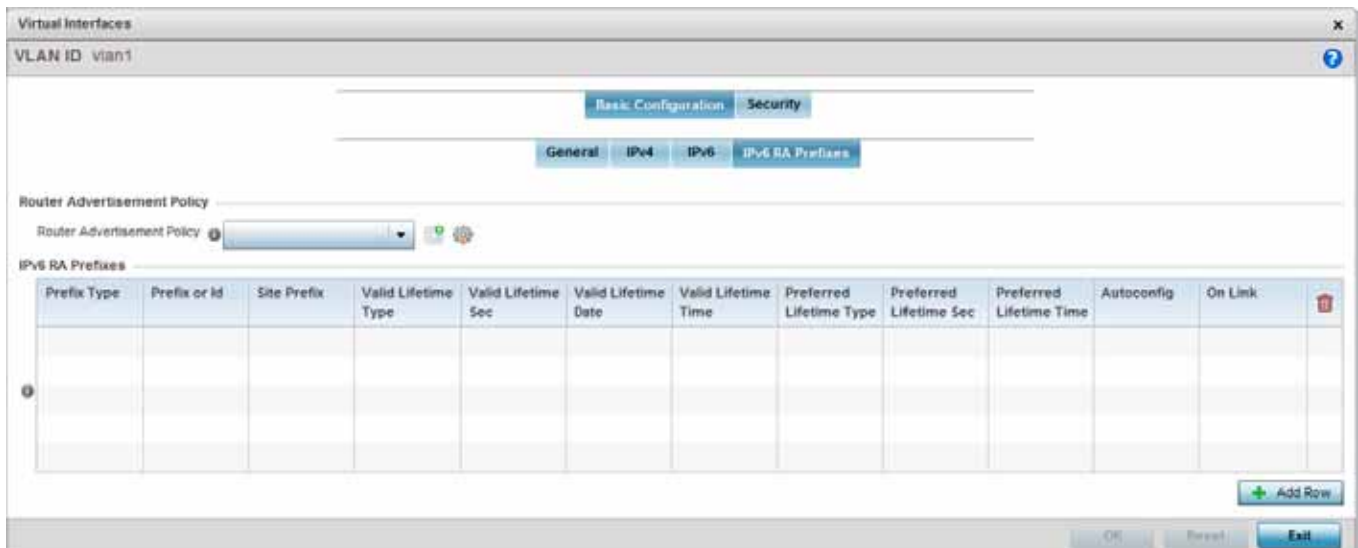 Virtual Interfaces
VLAN ID vlan1
Basic Configuration Security
General IPv4 IPv6 IPv6 RA Prefixes
Router Advertisement Policy
Router Advertisement Policy
IPv6 RA Prefixes
Prefix Type Prefix or Id Site Prefix Valid Lifetime Type Valid Lifetime Sec Valid Lifetime Date Valid Lifetime Time Preferred Lifetime Type Preferred Lifetime Sec Preferred Lifetime Time Autoconfig On Link
Add Row
OK Reset Exit